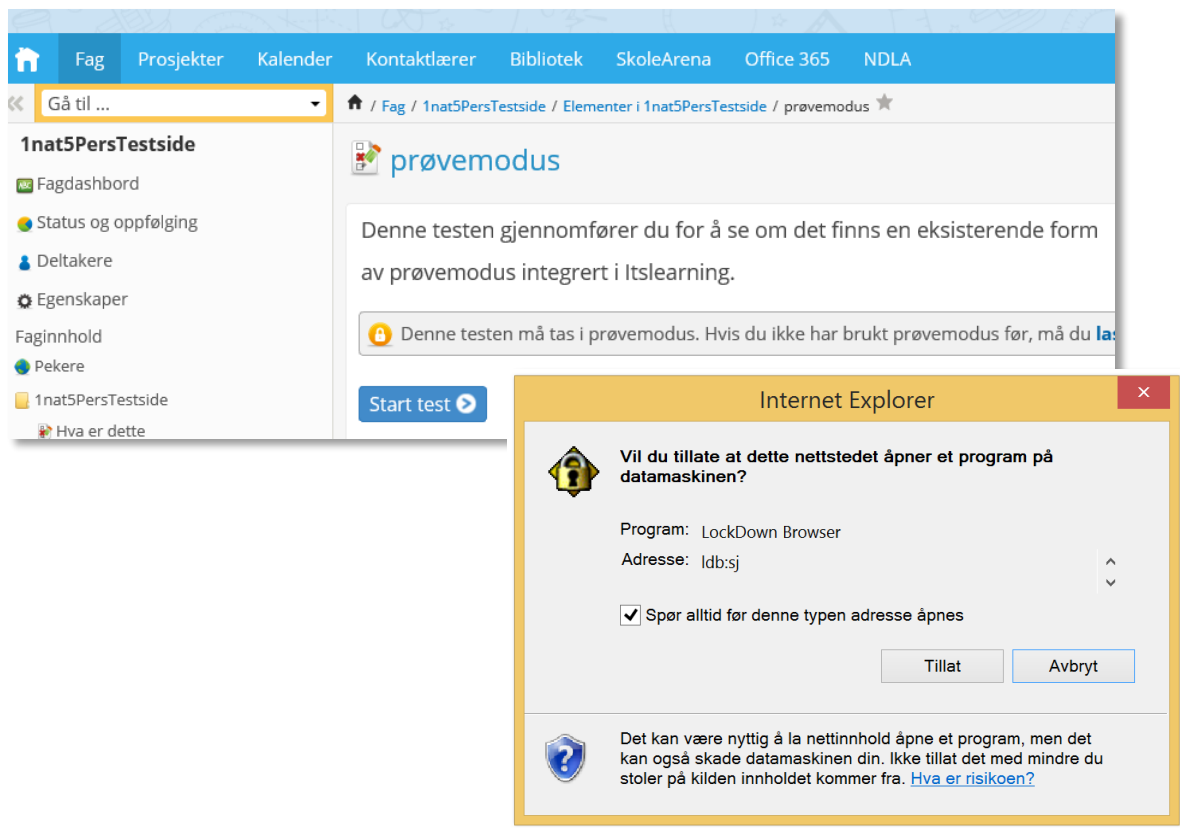 Fag Prosjekter Kalender Kontaktlærer Bibliotek SkoleArena Office 365 NDLA
Gå til ...
/ Fag / 1nat5PersTestside / Elementer i 1nat5PersTestside / prøvemodus
1nat5PersTestside
Fagdashbord
Status og oppfølging
Deltakere
Egenskaper
Faginnhold
Pekere
1nat5PersTestside
Hva er dette
prøvemodus
Denne testen gjennomfører du for å se om det finns en eksisterende form
av prøvemodus integrert i Itslearning.
Denne testen må tas i prøvemodus. Hvis du ikke har brukt prøvemodus før, må du
Start test
Internet Explorer
Vil du tillate at dette nettstedet åpner et program på
datamaskinen?
Program: LockDown Browser
Adresse: ldb:sj
Spør alltid før denne typen adresse åpnes
Tillat Avbryt
Det kan være nyttig å la nettinnhold åpne et program, men det
kan også skade datamaskinen din. Ikke tillat det med mindre du
stoler på kilden innholdet kommer fra. Hva er risikoen?